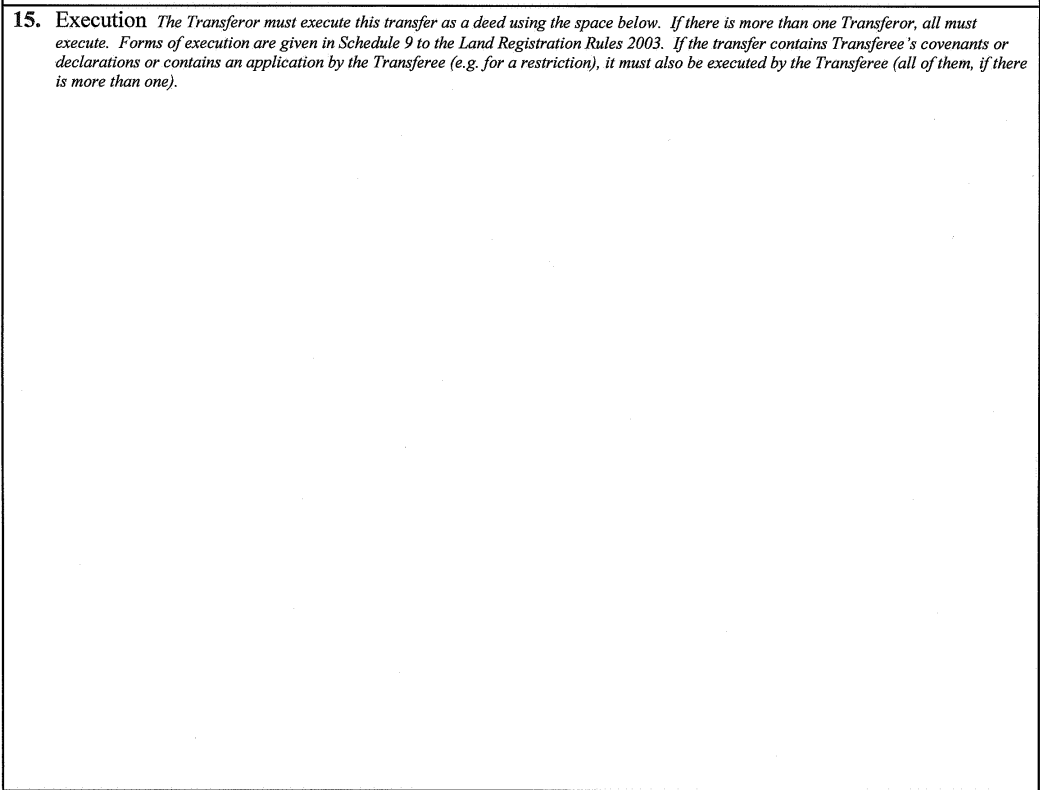 15. Execution The Transferor must execute this transfer as a deed using the space below. If there is more than one Transferor, all must
execute. Forms of execution are given in Schedule 9 to the Land Registration Rules 2003. If the transfer contains Transferee's covenants or
declarations or contains an application by the Transferee (e.g. for a restriction), it must also be executed by the Transferee (all of them, if there
is more than one).